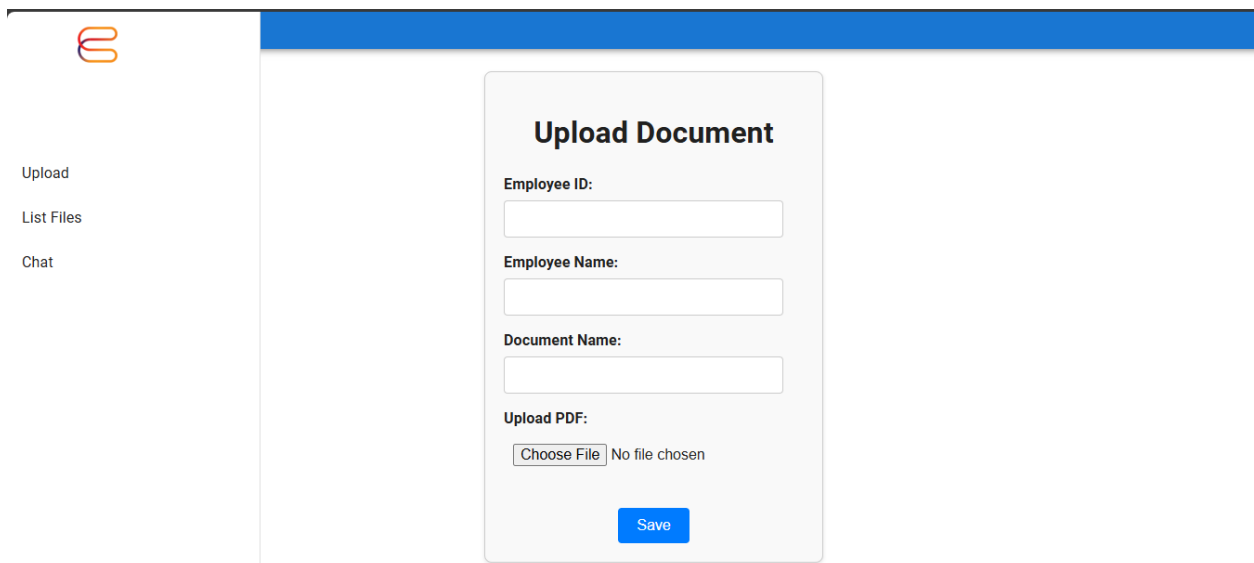 Upload
List Files
Chat
Upload Document
Employee ID:
Employee Name:
Document Name:
Upload PDF:
Choose File No file chosen
Save